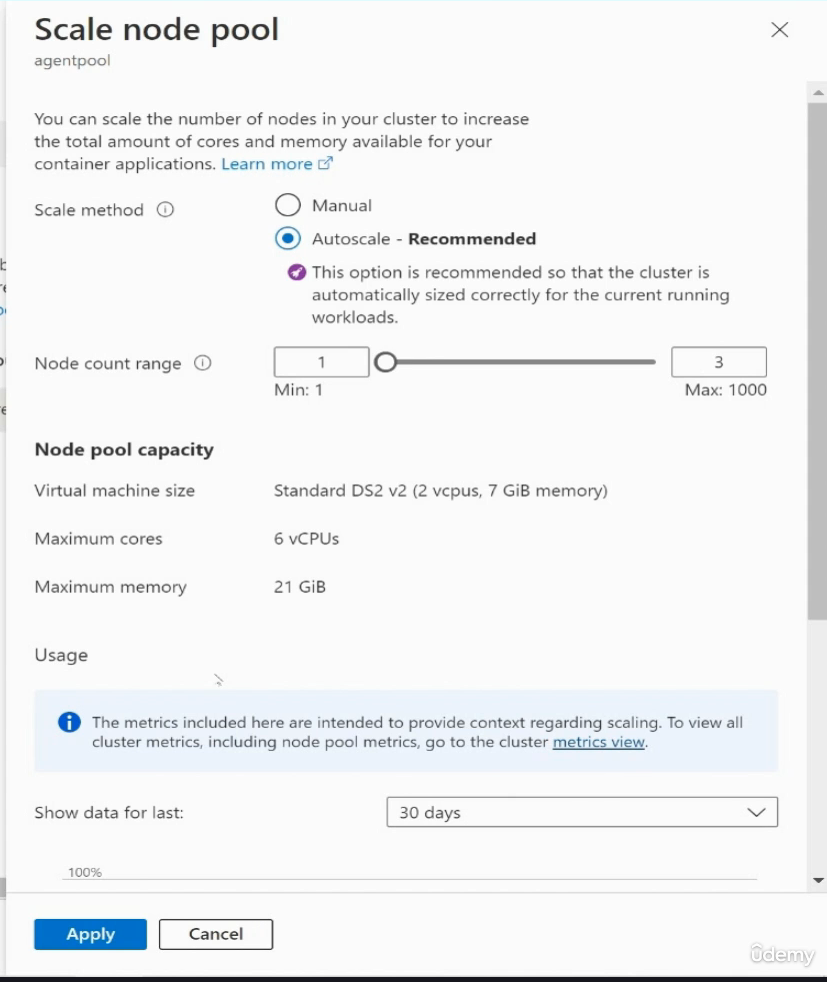 Scale node pool
agentpool
You can scale the number of nodes in your cluster to increase
the total amount of cores and memory available for your
container applications. Learn more
Scale method
Manual
Autoscale - Recommended
This option is recommended so that the cluster is
automatically sized correctly for the current running
workloads.
Node count range
1
3
Min: 1
Max: 1000
Node pool capacity
Virtual machine size
Standard DS2 v2 (2 vcpus, 7 GiB memory)
Maximum cores
6 vCPUs
Maximum memory
21 GiB
Usage
The metrics included here are intended to provide context regarding scaling. To view all
cluster metrics, including node pool metrics, go to the cluster metrics view.
Show data for last:
30 days
100%
Apply
Cancel
ûdemy